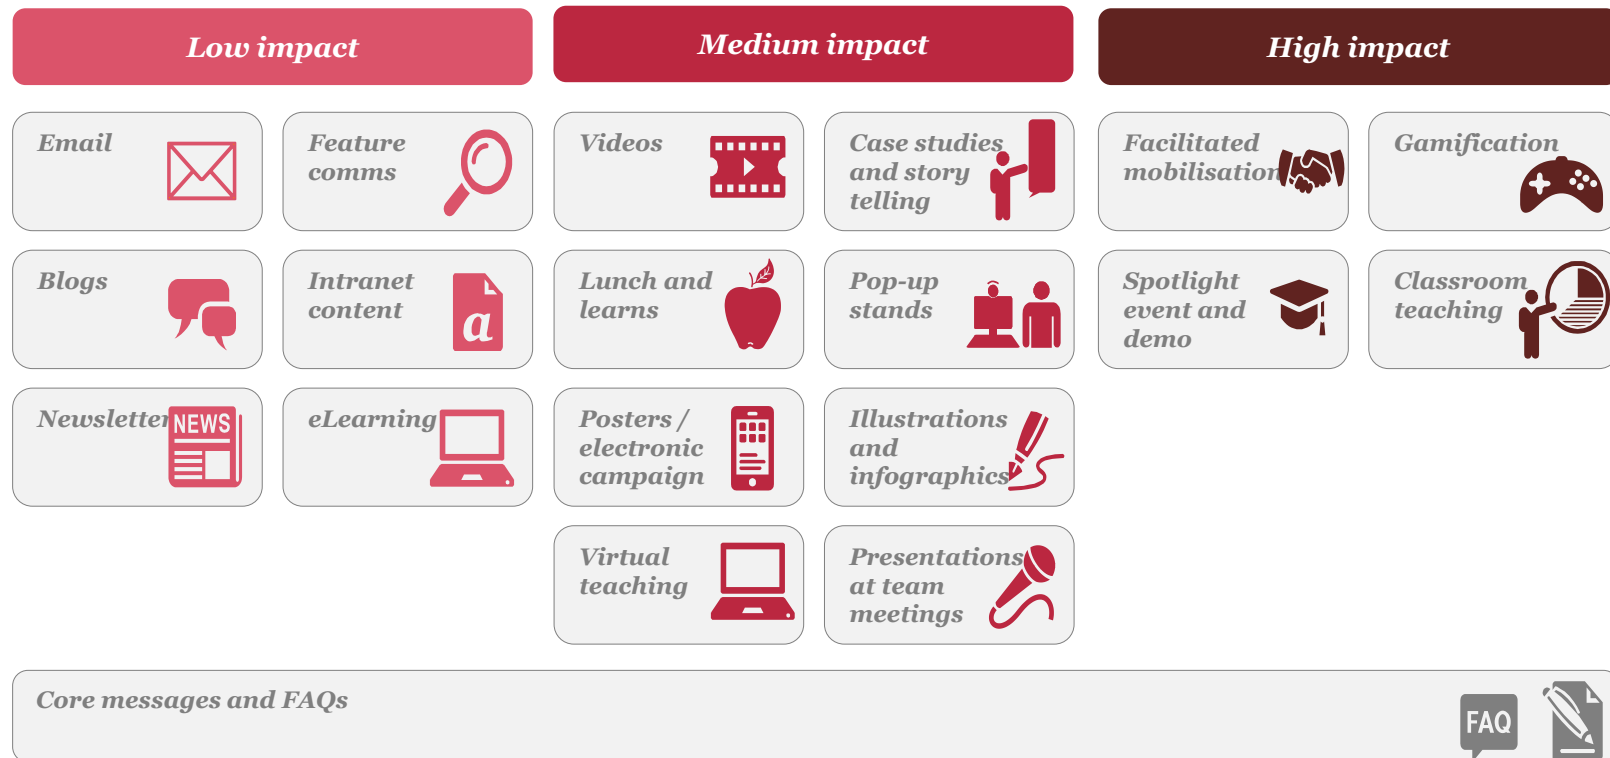 Low impact
Medium impact
High impact
Email
Feature
comms
Videos
Case studies
and story
telling
Facilitated
mobilisation
Gamification
Blogs
Intranet
content
a
Lunch and
learns
Pop-up
stands
Spotlight
event and
demo
Classroom
teaching
Newsletter
NEWS
eLearning
Posters /
electronic
campaign
Illustrations
and
infographics
Virtual
teaching
Presentations
at team
meetings
Core messages and FAQs
FAQ